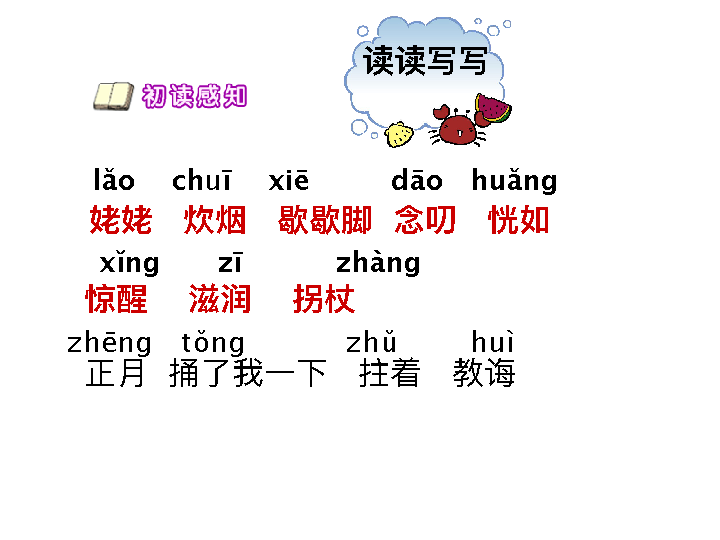 读读写写
初读感知
lǎo chuī xiē dāo huǎng
姥姥 炊烟 歇歇脚 念叨 恍如
xǐng zī zhàng
惊醒 滋润 拐杖
zhēng tǒng zhǔ huì
正月 捅了我一下 拄着 教诲